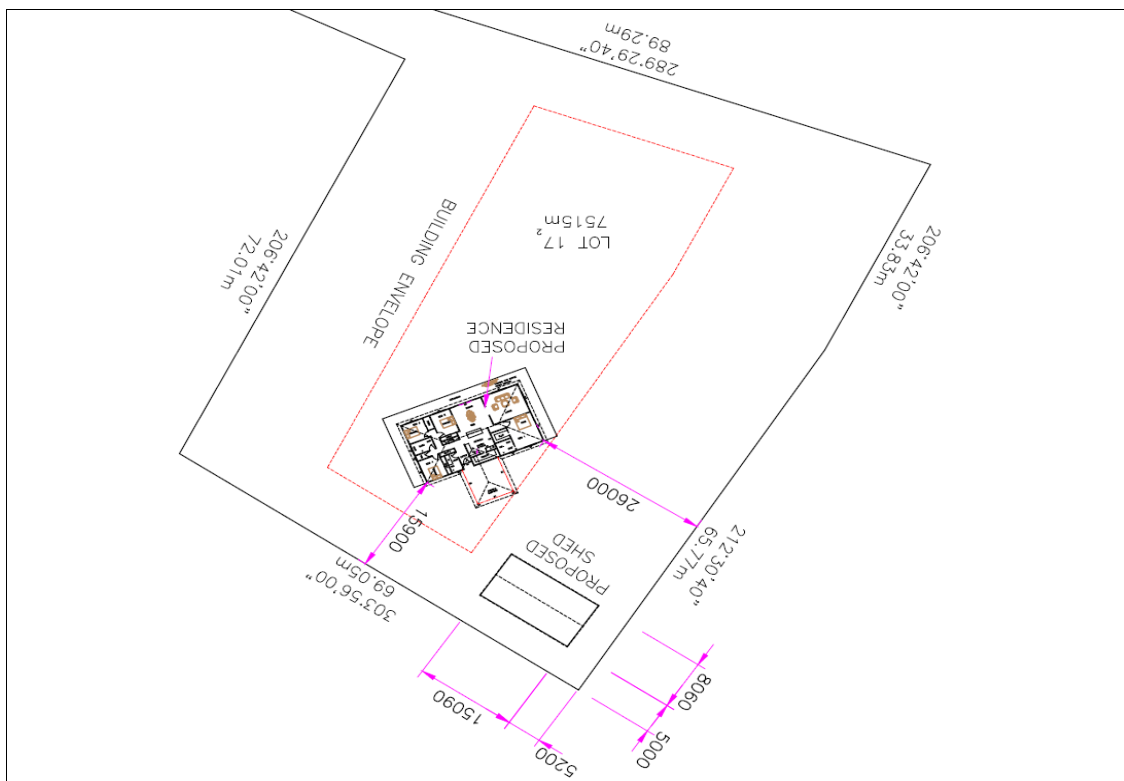 289°29'40"
89.29m
206°42'00"
72.01m
BUILDING ENVELOPE
LOT 17
7515m²
206°42'00"
33.83m
PROPOSED
RESIDENCE
26000
15900
PROPOSED
SHED
212°30'40"
65.77m
303°56'00"
69.05m
15090
5200
8060
5000